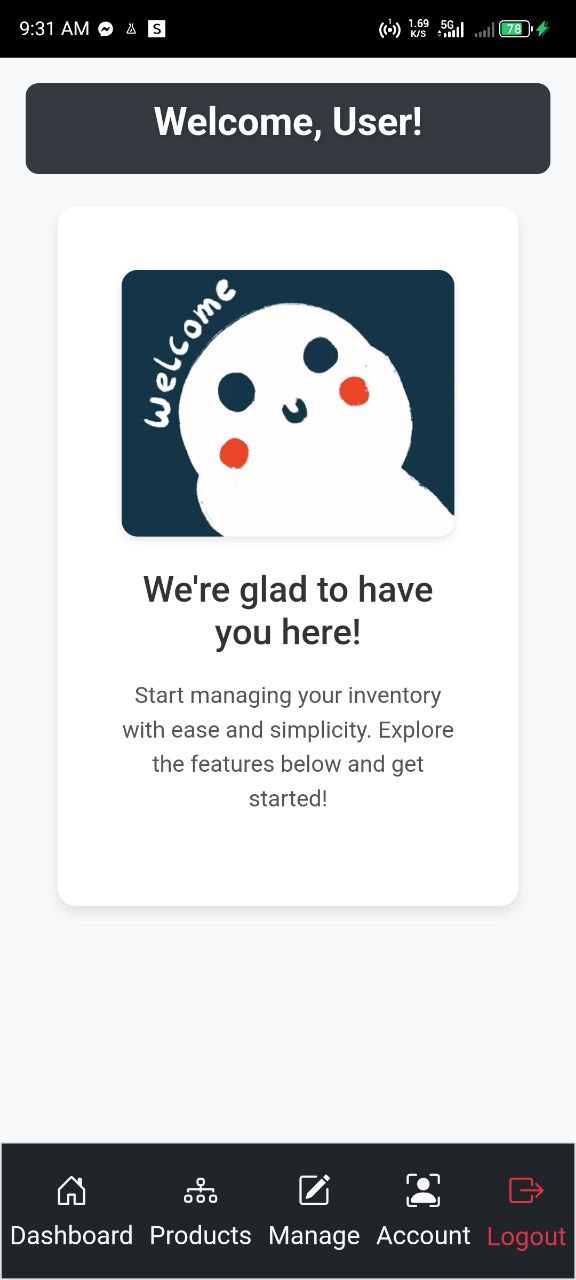 9:31 AM S 1 1.69 K/S 5G 78
Welcome, User!
Welcome
We're glad to have
you here!
Start managing your inventory
with ease and simplicity. Explore
the features below and get
started!
Dashboard Products Manage Account Logout